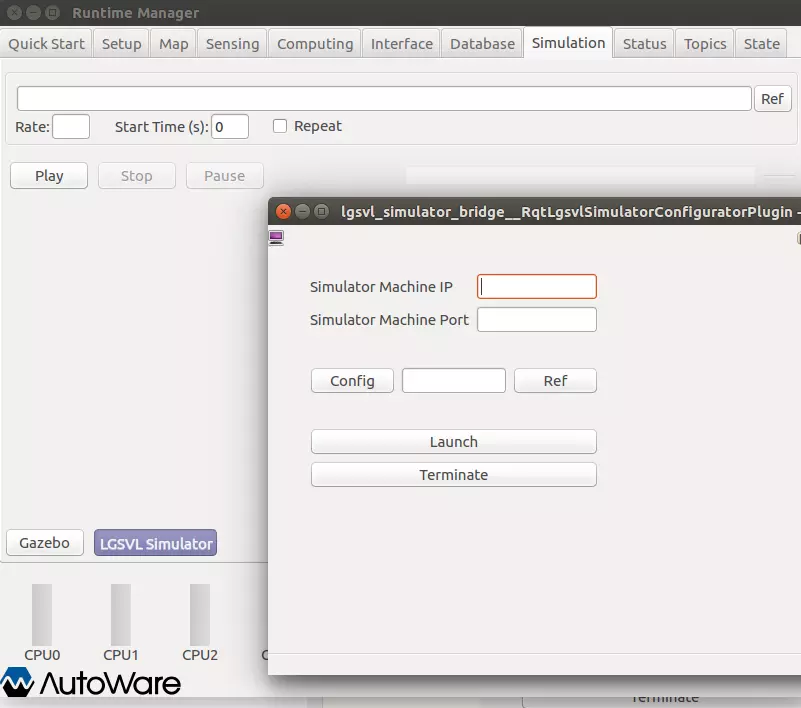 Runtime Manager
Quick Start Setup Map Sensing Computing Interface Database Simulation Status Topics State
Ref
Rate: Start Time (s): 0 Repeat
Play Stop Pause
lgsvl_simulator_bridge__RqtLgsvlSimulatorConfiguratorPlugin -
Simulator Machine IP
Simulator Machine Port
Config Ref
Launch
Terminate
Gazebo LGSVL Simulator
CPU0 CPU1 CPU2
AutoWare
Terminate